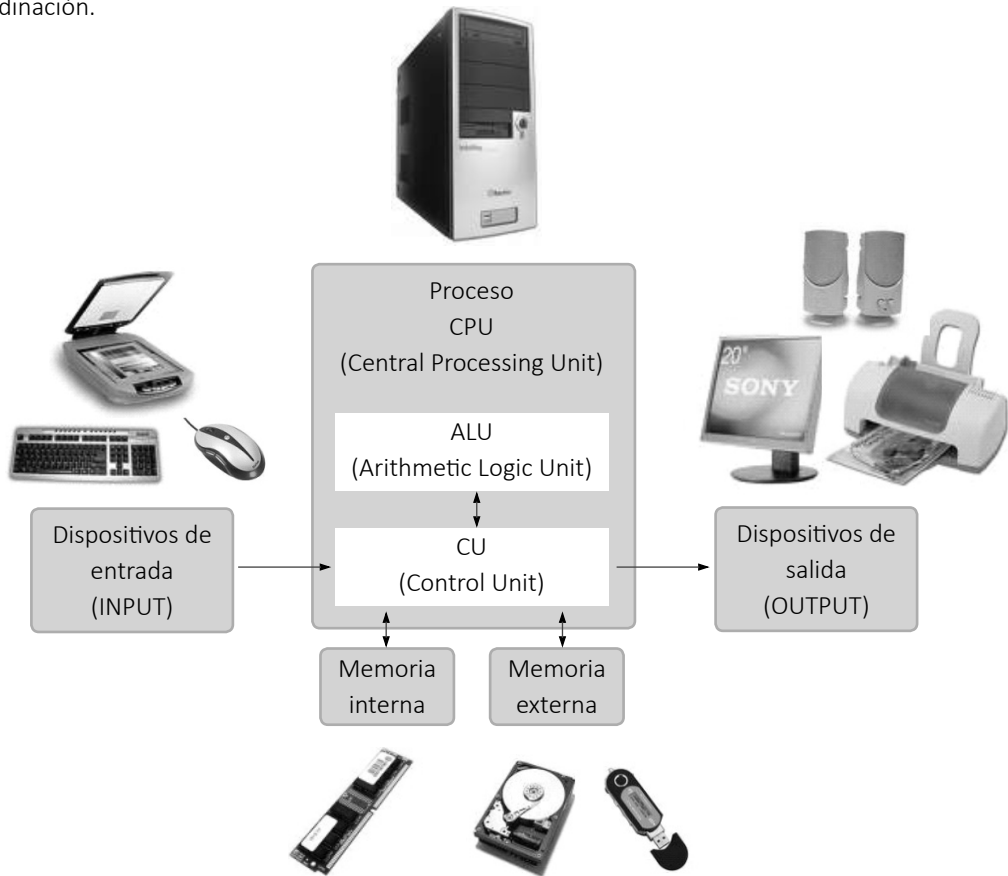 dinación.
Proceso
CPU
(Central Processing Unit)
ALU
(Arithmetic Logic Unit)
CU
(Control Unit)
Dispositivos de
entrada
(INPUT)
20"
SONY
Dispositivos de
salida
(OUTPUT)
Memoria
interna
Memoria
externa